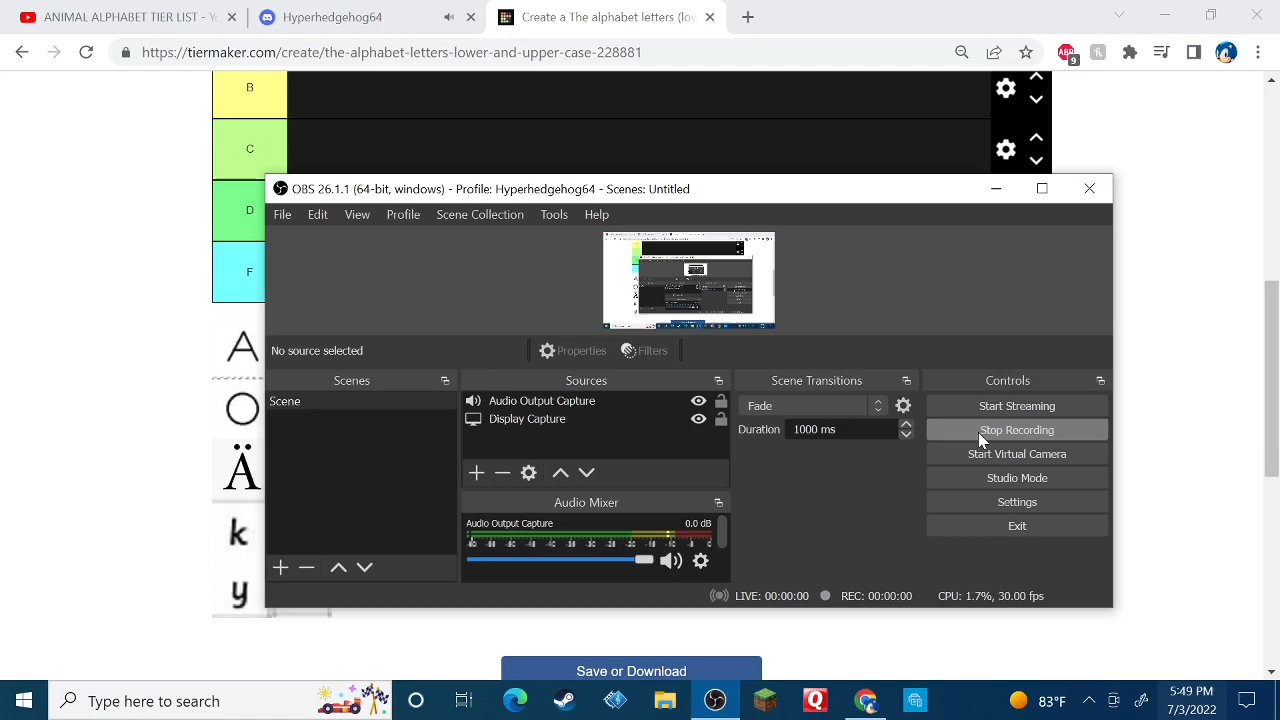 ANIMAL ALPHABET TIER LIST - Yo
Hyperhedgehog64
Create a The alphabet letters (low
https://tiermaker.com/create/the-alphabet-letters-lower-and-upper-case-228881
ABP
9
B
C
D
F
A
O
Ä
k
y
OBS 26.1.1 (64-bit, windows) - Profile: Hyperhedgehog64 - Scenes: Untitled
File Edit View Profile Scene Collection Tools Help
No source selected
Properties Filters
Scenes
Scene
Sources
Audio Output Capture
Display Capture
Audio Mixer
Audio Output Capture 0.0 dB
Scene Transitions
Fade
Duration 1000 ms
Controls
Start Streaming
Stop Recording
Start Virtual Camera
Studio Mode
Settings
Exit
LIVE: 00:00:00 REC: 00:00:00 CPU: 1.7%, 30.00 fps
Save or Download
Type here to search
83°F
5:49 PM
7/3/2022